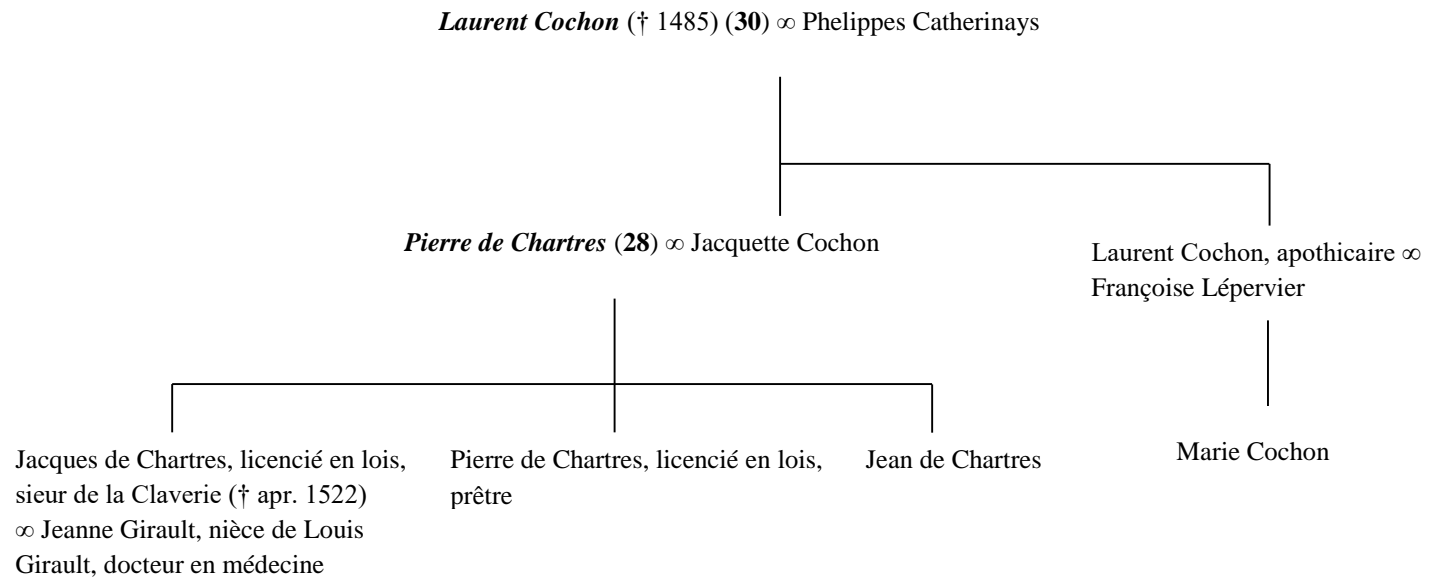 Laurent Cochon († 1485) (30) ∞ Phelippes Catherinays
Pierre de Chartres (28) ∞ Jacquette Cochon
Laurent Cochon, apothicaire ∞
Françoise Lépervier
Jacques de Chartres, licencié en lois,
sieur de la Claverie († apr. 1522)
∞ Jeanne Girault, nièce de Louis
Girault, docteur en médecine
Pierre de Chartres, licencié en lois,
prêtre
Jean de Chartres
Marie Cochon